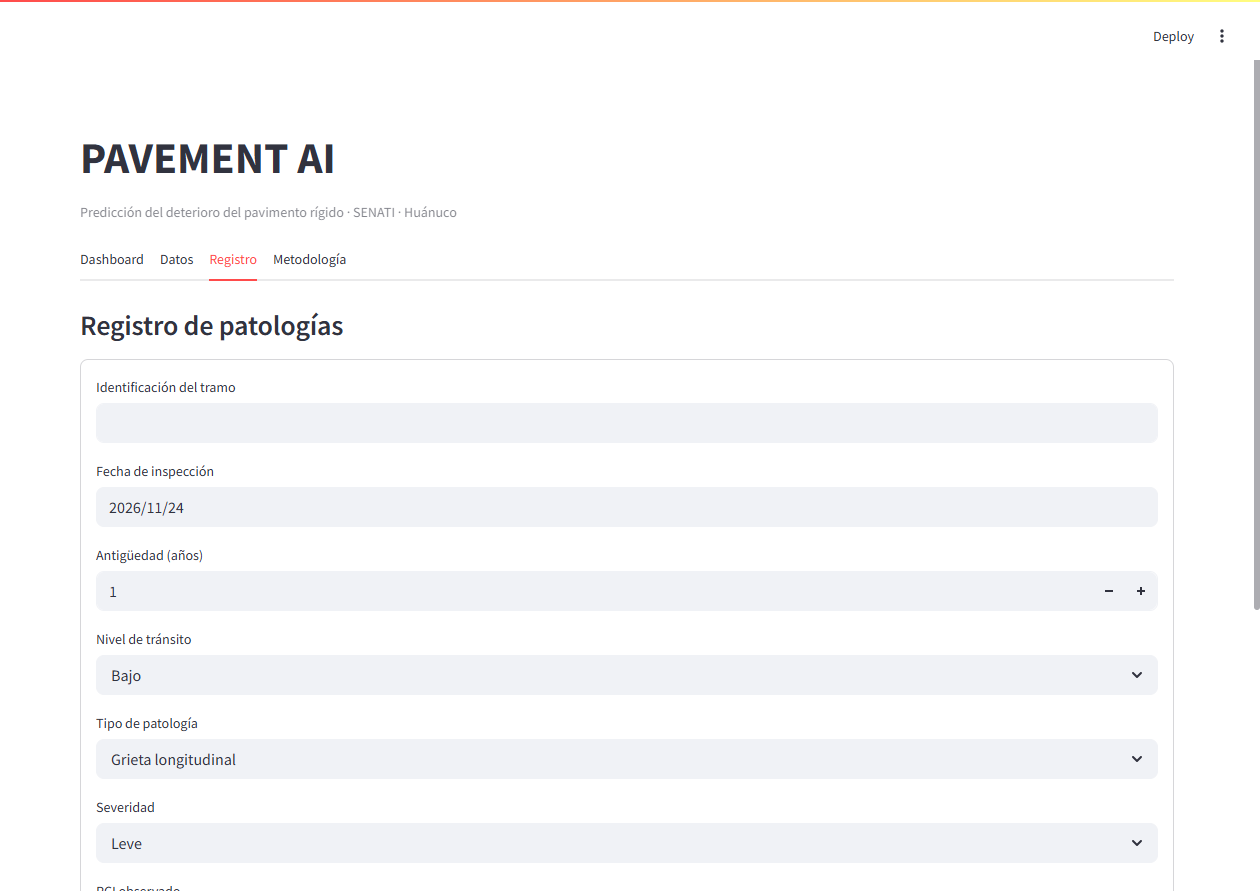 Deploy
PAVEMENT AI
Predicción del deterioro del pavimento rígido · SENATI · Huánuco
Dashboard Datos Registro Metodología
Registro de patologías
Identificación del tramo
Fecha de inspección
2026/11/24
Antigüedad (años)
1
Nivel de tránsito
Bajo
Tipo de patología
Grieta longitudinal
Severidad
Leve
PCI observado